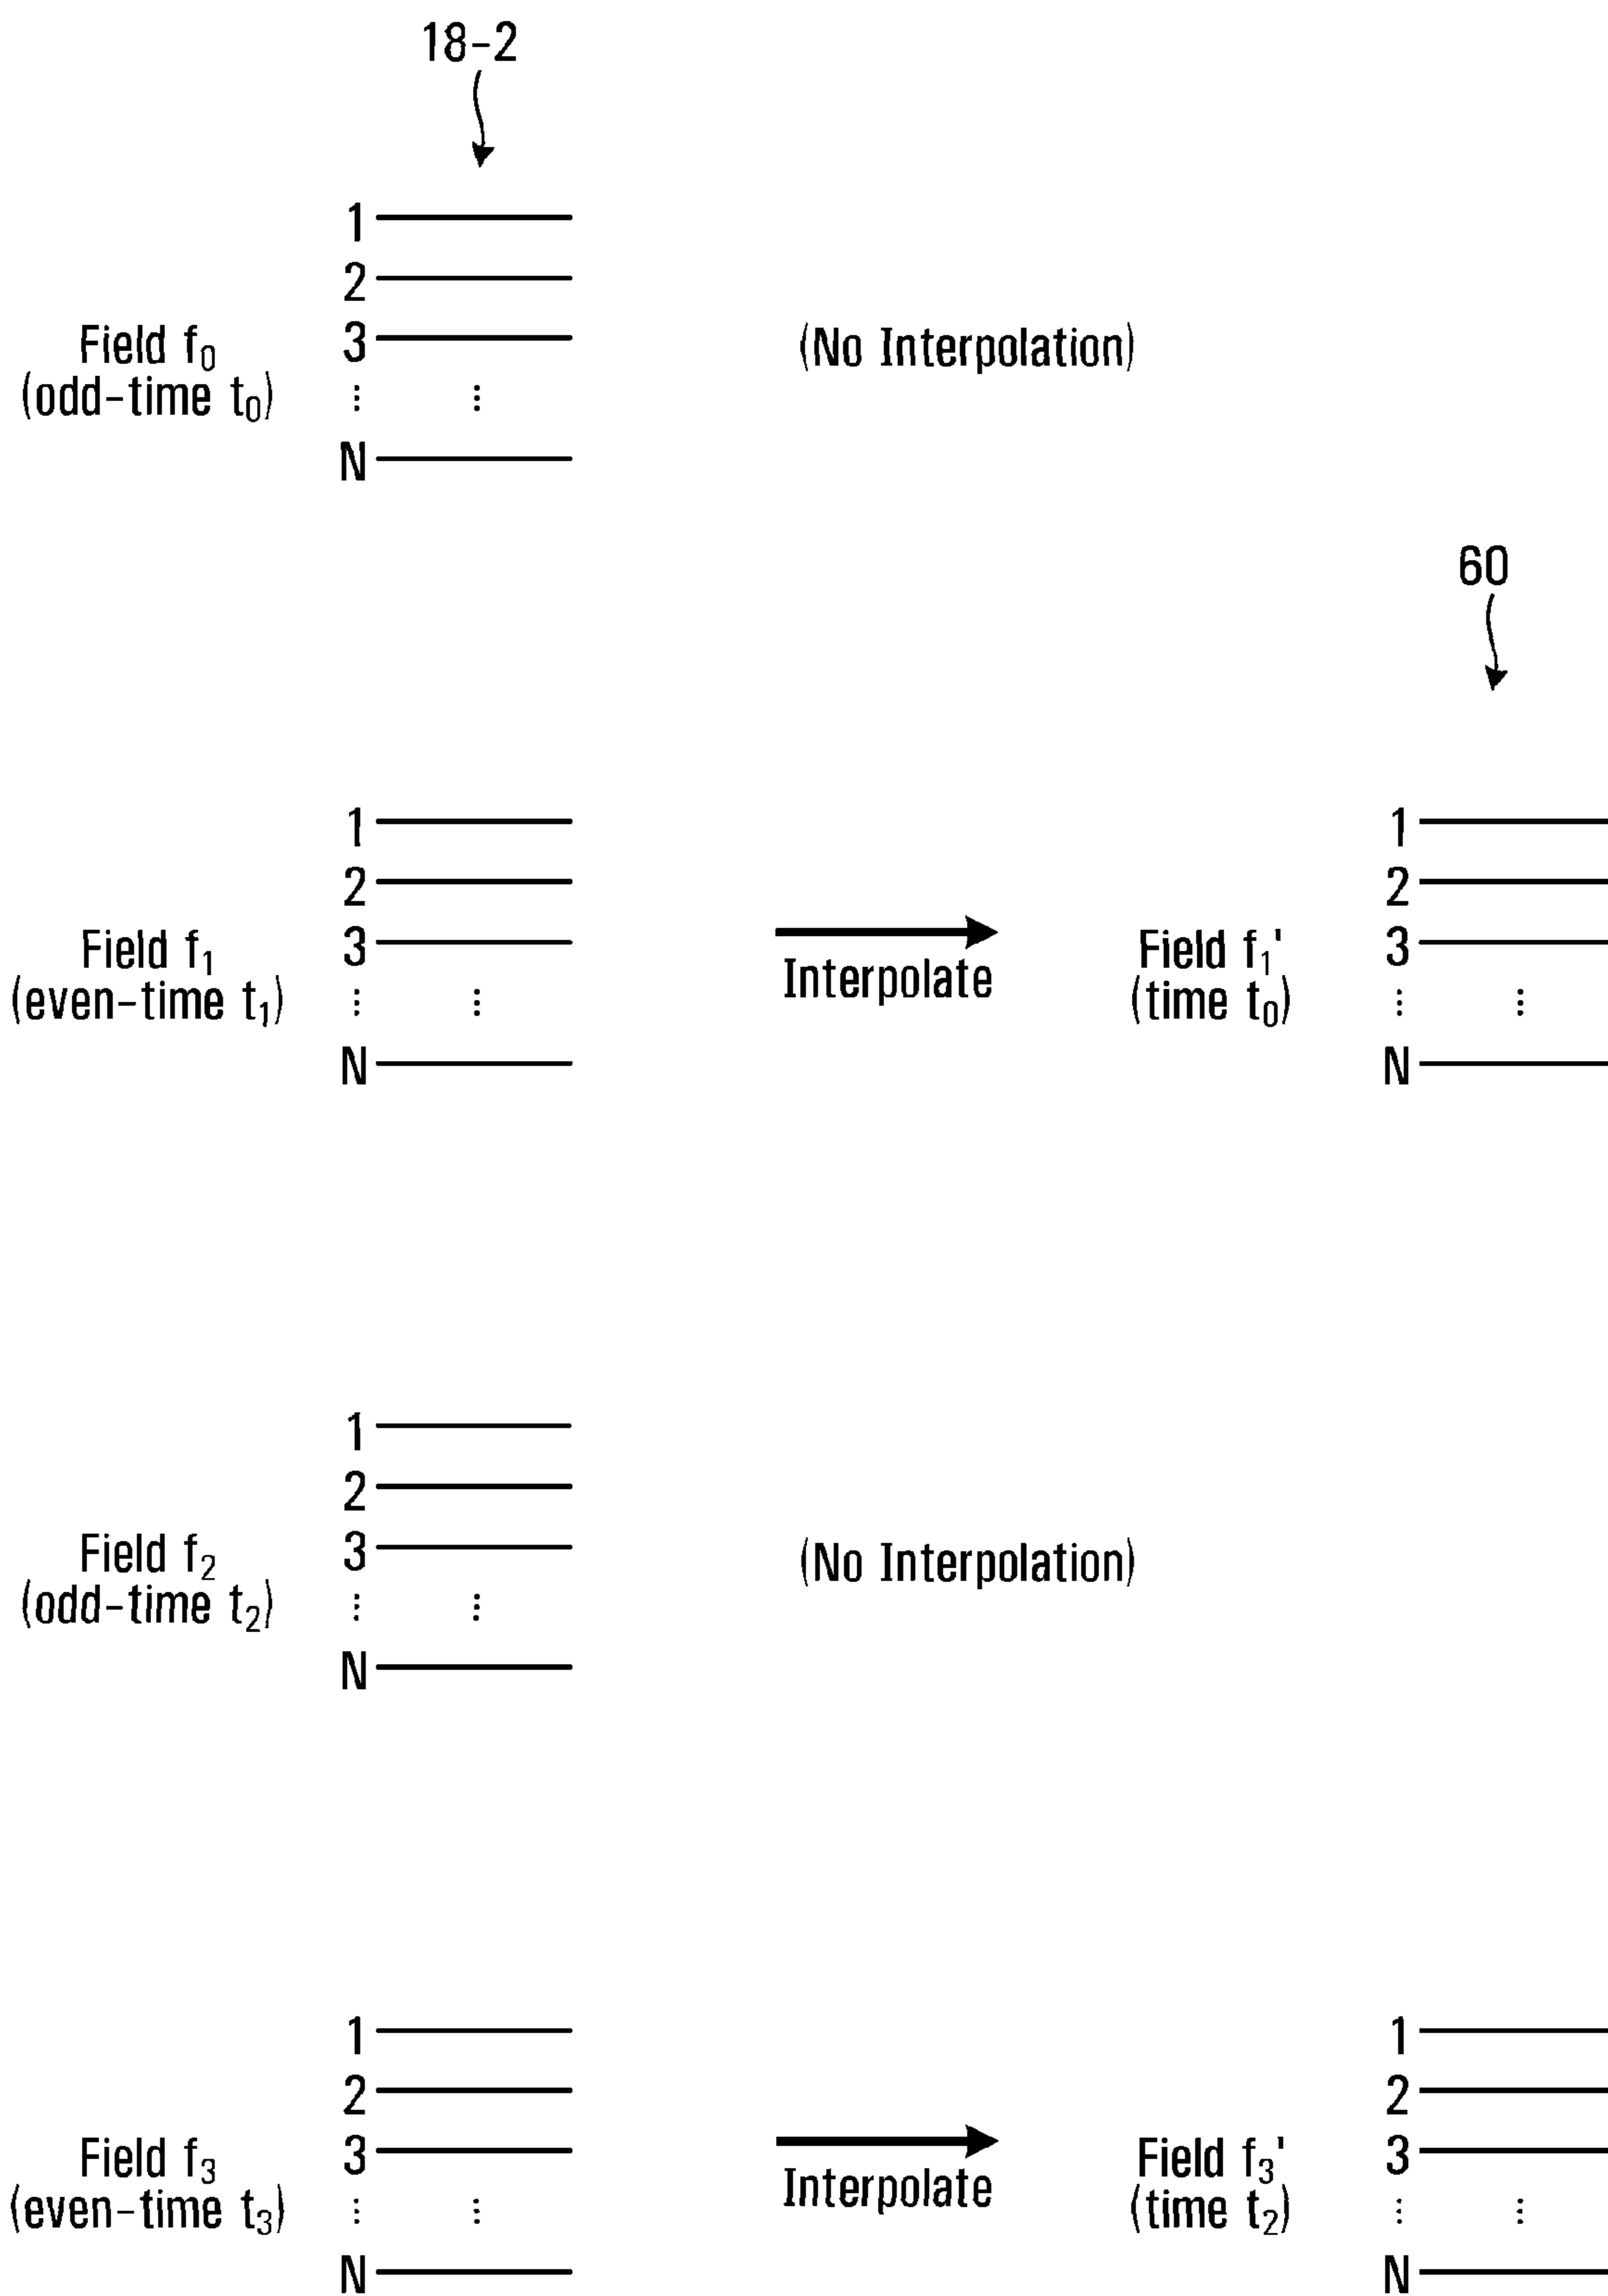 18-2
1
2
3
Field f₀
(odd-time t₀)
⋮ ⋮
N
(No Interpolation)
60
1
2
3
Field f₁
(even-time t₁)
⋮ ⋮
N
Interpolate
Field f₁'
(time t₀)
1
2
3
⋮ ⋮
N
1
2
3
Field f₂
(odd-time t₂)
⋮ ⋮
N
(No Interpolation)
1
2
3
Field f₃
(even-time t₃)
⋮ ⋮
N
Interpolate
Field f₃'
(time t₂)
1
2
3
⋮ ⋮
N